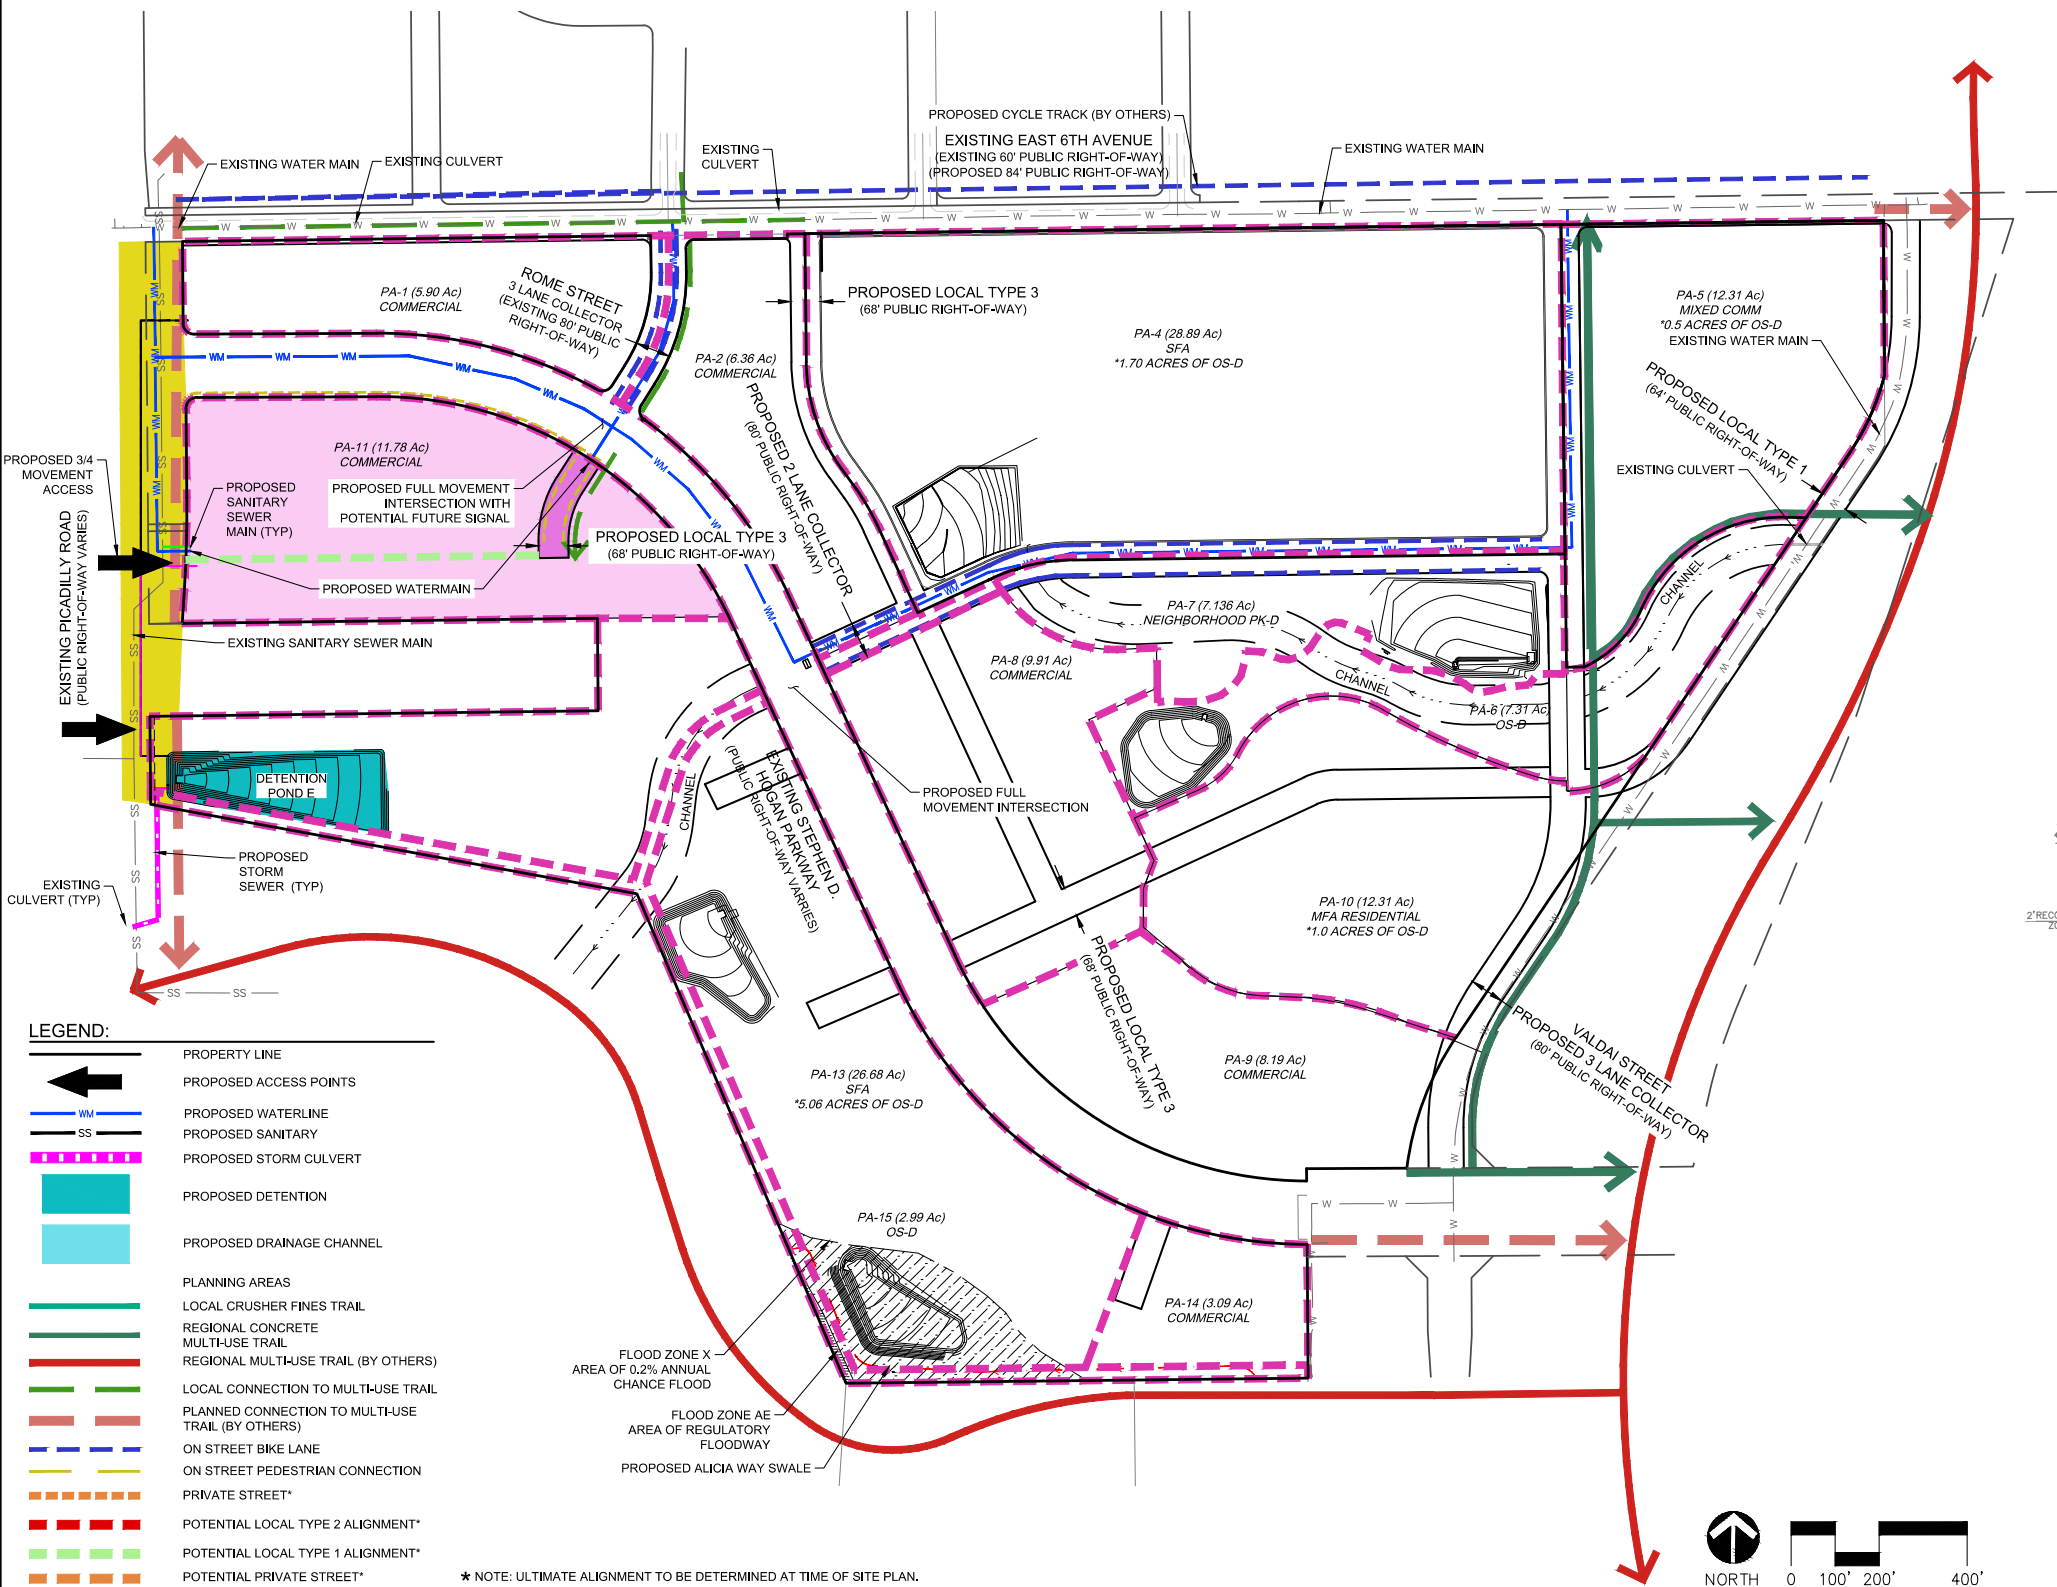 PROPOSED CYCLE TRACK (BY OTHERS)
EXISTING EAST 6TH AVENUE
(EXISTING 60' PUBLIC RIGHT-OF-WAY)
(PROPOSED 84' PUBLIC RIGHT-OF-WAY)
EXISTING WATER MAIN
EXISTING CULVERT
EXISTING
CULVERT
EXISTING WATER MAIN
PA-1 (5.90 Ac)
COMMERCIAL
ROME STREET
3 LANE COLLECTOR
(EXISTING 80' PUBLIC
RIGHT-OF-WAY)
PA-2 (6.36 Ac)
COMMERCIAL
PROPOSED LOCAL TYPE 3
(68' PUBLIC RIGHT-OF-WAY)
PA-4 (28.89 Ac)
SFA
*1.70 ACRES OF OS-D
PA-5 (12.31 Ac)
MIXED COMM
*0.5 ACRES OF OS-D
EXISTING WATER MAIN
PROPOSED LOCAL TYPE 1
(64' PUBLIC RIGHT-OF-WAY)
EXISTING CULVERT
PROPOSED 2 LANE COLLECTOR
(80' PUBLIC RIGHT-OF-WAY)
PA-11 (11.78 Ac)
COMMERCIAL
PROPOSED 3/4
MOVEMENT
ACCESS
PROPOSED
SANITARY
SEWER
MAIN (TYP)
PROPOSED FULL MOVEMENT
INTERSECTION WITH
POTENTIAL FUTURE SIGNAL
PROPOSED LOCAL TYPE 3
(68' PUBLIC RIGHT-OF-WAY)
PROPOSED WATERMAIN
EXISTING PICADILLY ROAD
(PUBLIC RIGHT-OF-WAY VARIES)
EXISTING SANITARY SEWER MAIN
PA-7 (7.136 Ac)
NEIGHBORHOOD PK-D
PA-8 (9.91 Ac)
COMMERCIAL
CHANNEL
CHANNEL
PA-6 (7.31 Ac)
OS-D
DETENTION
POND E
CHANNEL
EXISTING STEPHEN D.
HOGAN PARKWAY
(PUBLIC RIGHT-OF-WAY VARRIES)
PROPOSED FULL
MOVEMENT INTERSECTION
PROPOSED
STORM
SEWER (TYP)
EXISTING
CULVERT (TYP)
PA-10 (12.31 Ac)
MFA RESIDENTIAL
*1.0 ACRES OF OS-D
2'RECO
PROPOSED LOCAL TYPE 3
(68' PUBLIC RIGHT-OF-WAY)
VALDAI STREET
PROPOSED 3 LANE COLLECTOR
(80' PUBLIC RIGHT-OF-WAY)
PA-9 (8.19 Ac)
COMMERCIAL
PA-13 (26.68 Ac)
SFA
*5.06 ACRES OF OS-D
PA-15 (2.99 Ac)
OS-D
PA-14 (3.09 Ac)
COMMERCIAL
FLOOD ZONE X
AREA OF 0.2% ANNUAL
CHANCE FLOOD
FLOOD ZONE AE
AREA OF REGULATORY
FLOODWAY
PROPOSED ALICIA WAY SWALE
LEGEND:
PROPERTY LINE
PROPOSED ACCESS POINTS
WM PROPOSED WATERLINE
SS PROPOSED SANITARY
PROPOSED STORM CULVERT
PROPOSED DETENTION
PROPOSED DRAINAGE CHANNEL
PLANNING AREAS
LOCAL CRUSHER FINES TRAIL
REGIONAL CONCRETE
MULTI-USE TRAIL
REGIONAL MULTI-USE TRAIL (BY OTHERS)
LOCAL CONNECTION TO MULTI-USE TRAIL
PLANNED CONNECTION TO MULTI-USE
TRAIL (BY OTHERS)
ON STREET BIKE LANE
ON STREET PEDESTRIAN CONNECTION
PRIVATE STREET*
POTENTIAL LOCAL TYPE 2 ALIGNMENT*
POTENTIAL LOCAL TYPE 1 ALIGNMENT*
POTENTIAL PRIVATE STREET*
* NOTE: ULTIMATE ALIGNMENT TO BE DETERMINED AT TIME OF SITE PLAN.
NORTH
0 100' 200' 400'